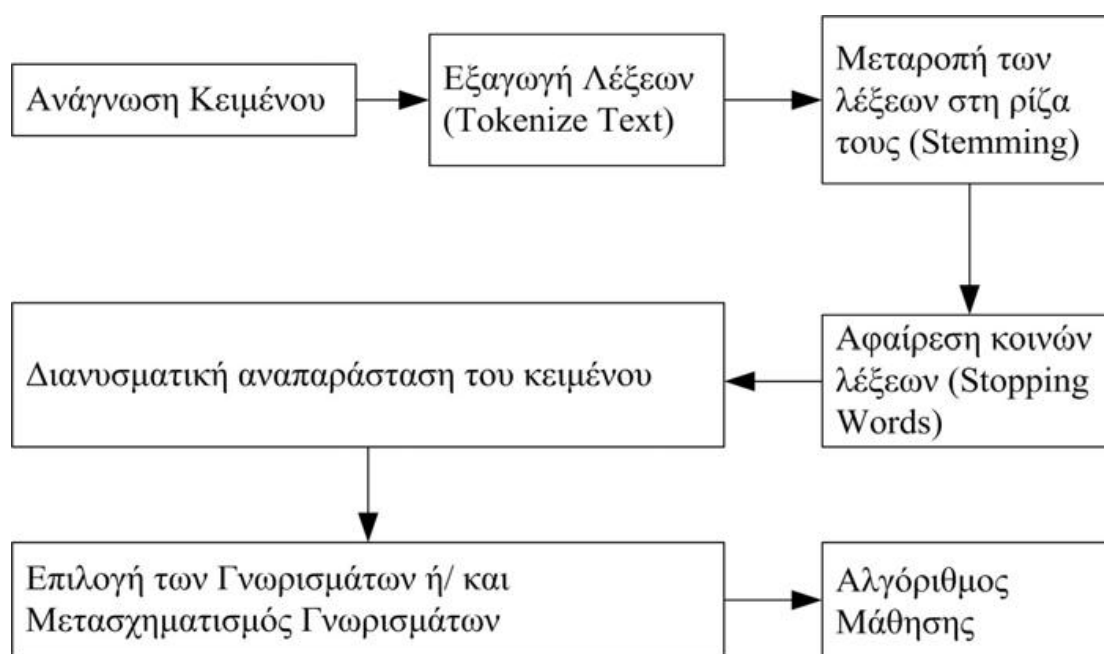 Ανάγνωση Κειμένου
Εξαγωγή Λέξεων
(Tokenize Text)
Μεταροπή των
λέξεων στη ρίζα
τους (Stemming)
Αφαίρεση κοινών
λέξεων (Stopping
Words)
Διανυσματική αναπαράσταση του κειμένου
Επιλογή των Γνωρισμάτων ή/ και
Μετασχηματισμός Γνωρισμάτων
Αλγόριθμος
Μάθησης